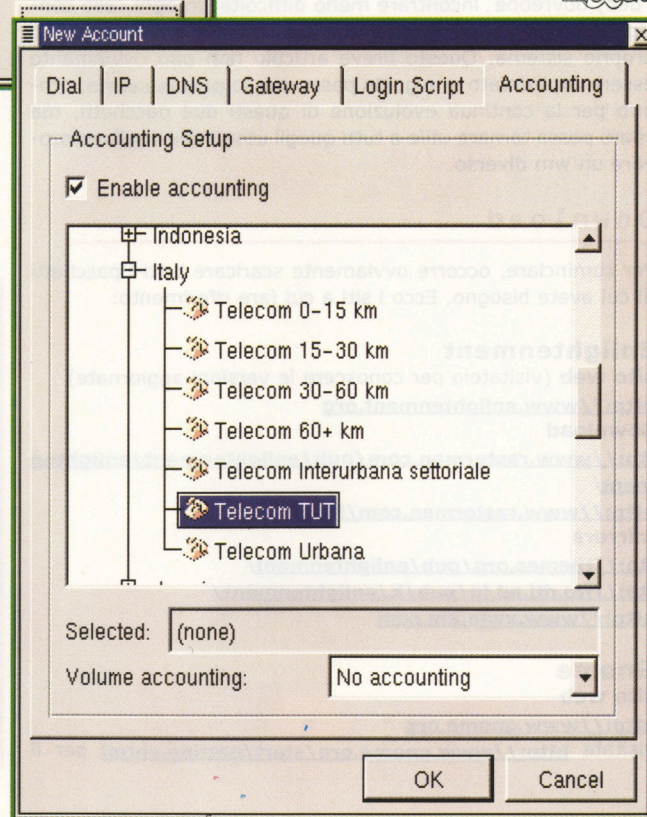 New Account
Dial IP DNS Gateway Login Script Accounting
Accounting Setup
Enable accounting
Indonesia
Italy
Telecom 0-15 km
Telecom 15-30 km
Telecom 30-60 km
Telecom 60+ km
Telecom Interurbana settoriale
Telecom TUT
Telecom Urbana
Selected: (none)
Volume accounting: No accounting
OK Cancel